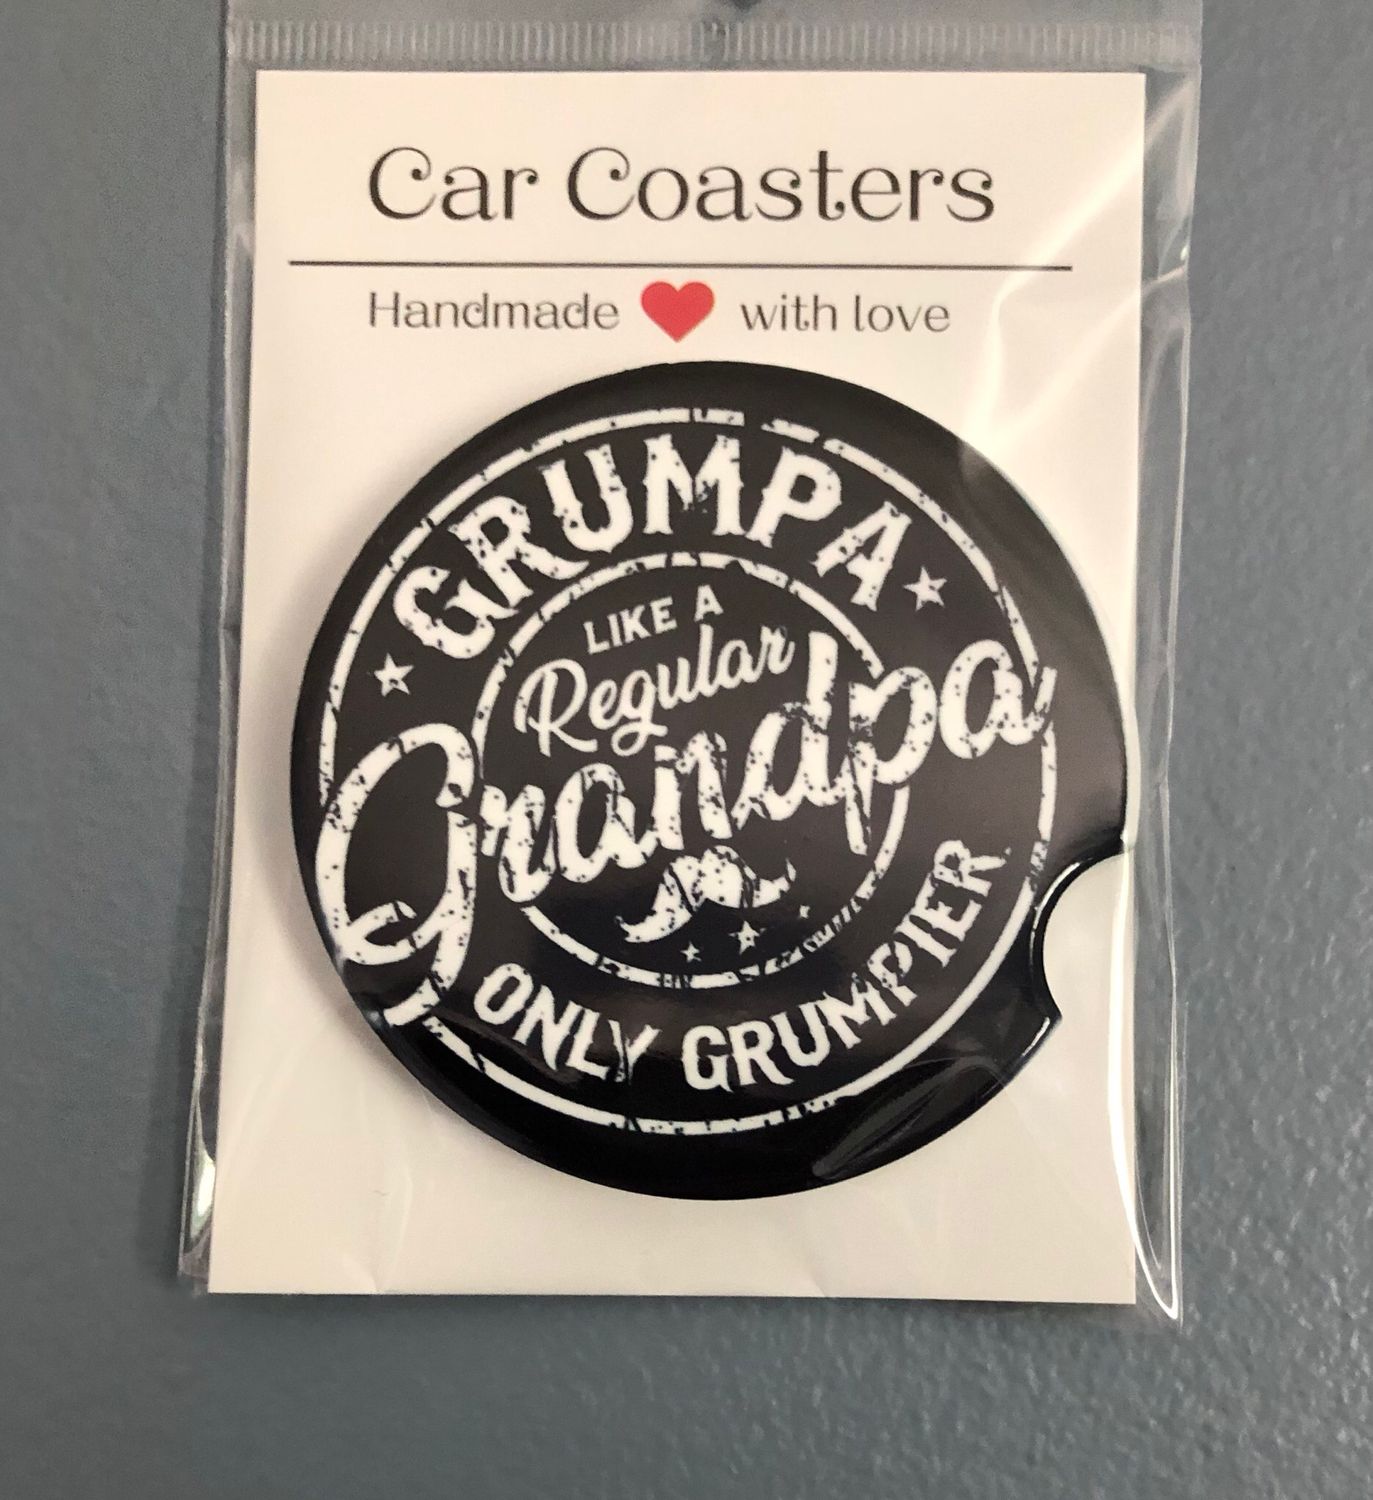 Car Coasters
Handmade with love
GRUMPA
LIKE A
Regular
Grandpa
ONLY GRUMPIER